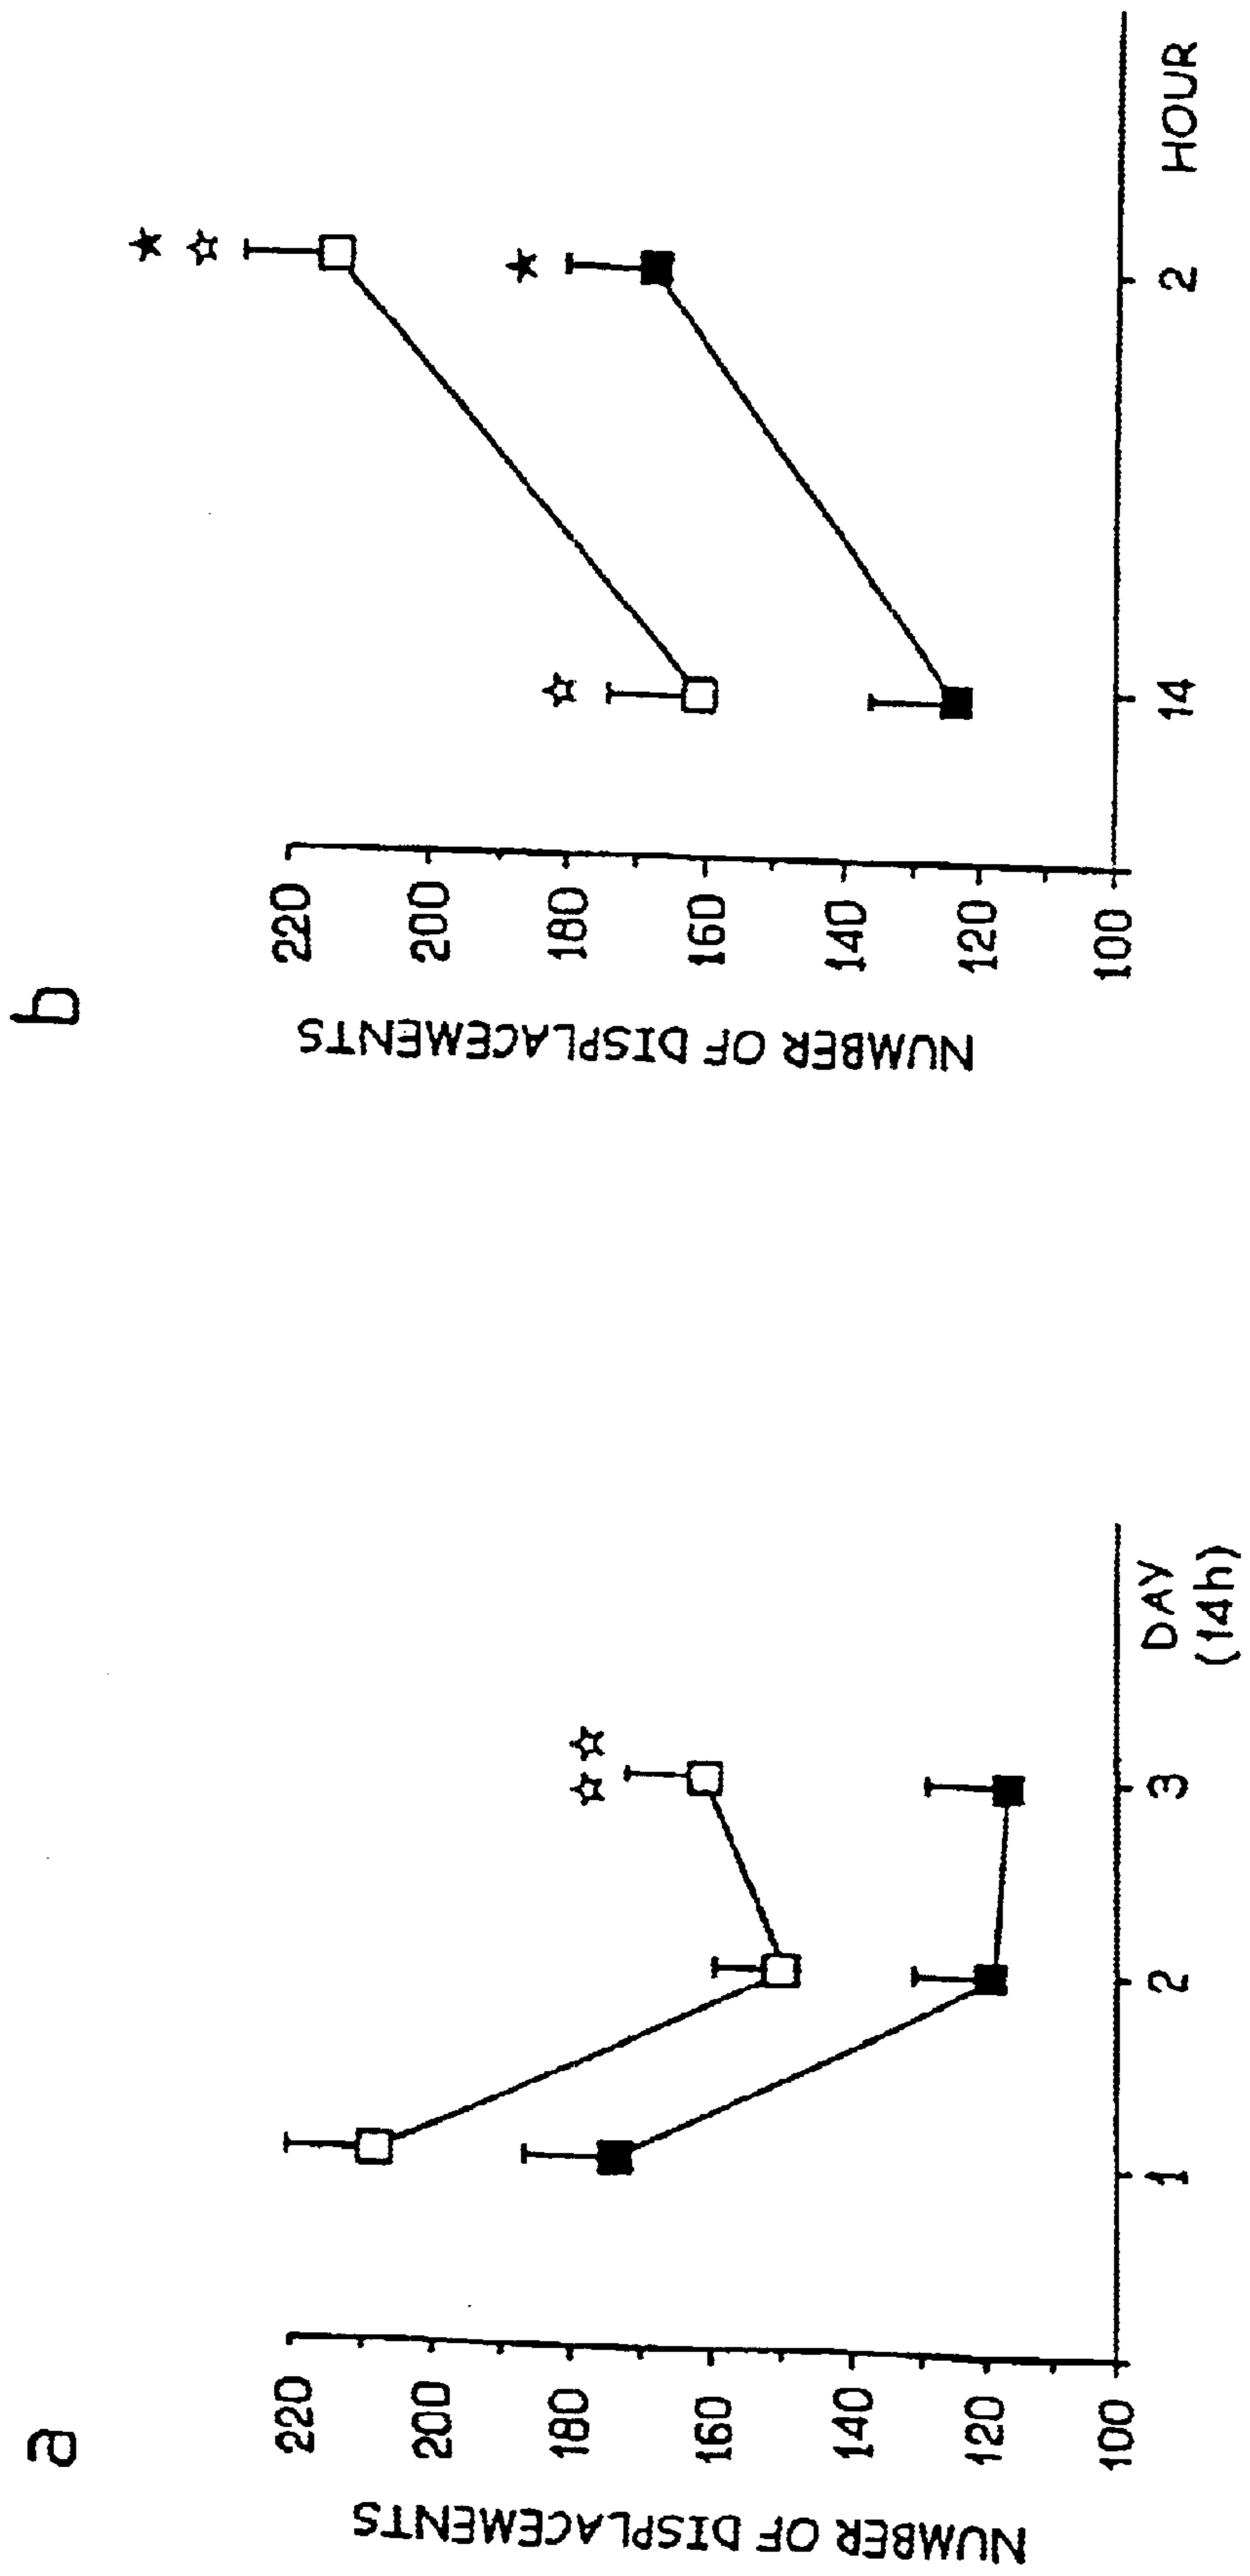 a
NUMBER OF DISPLACEMENTS
220
200
180
160
140
120
100
1
2
3
DAY
(14h)
b
NUMBER OF DISPLACEMENTS
220
200
180
160
140
120
100
14
2
HOUR